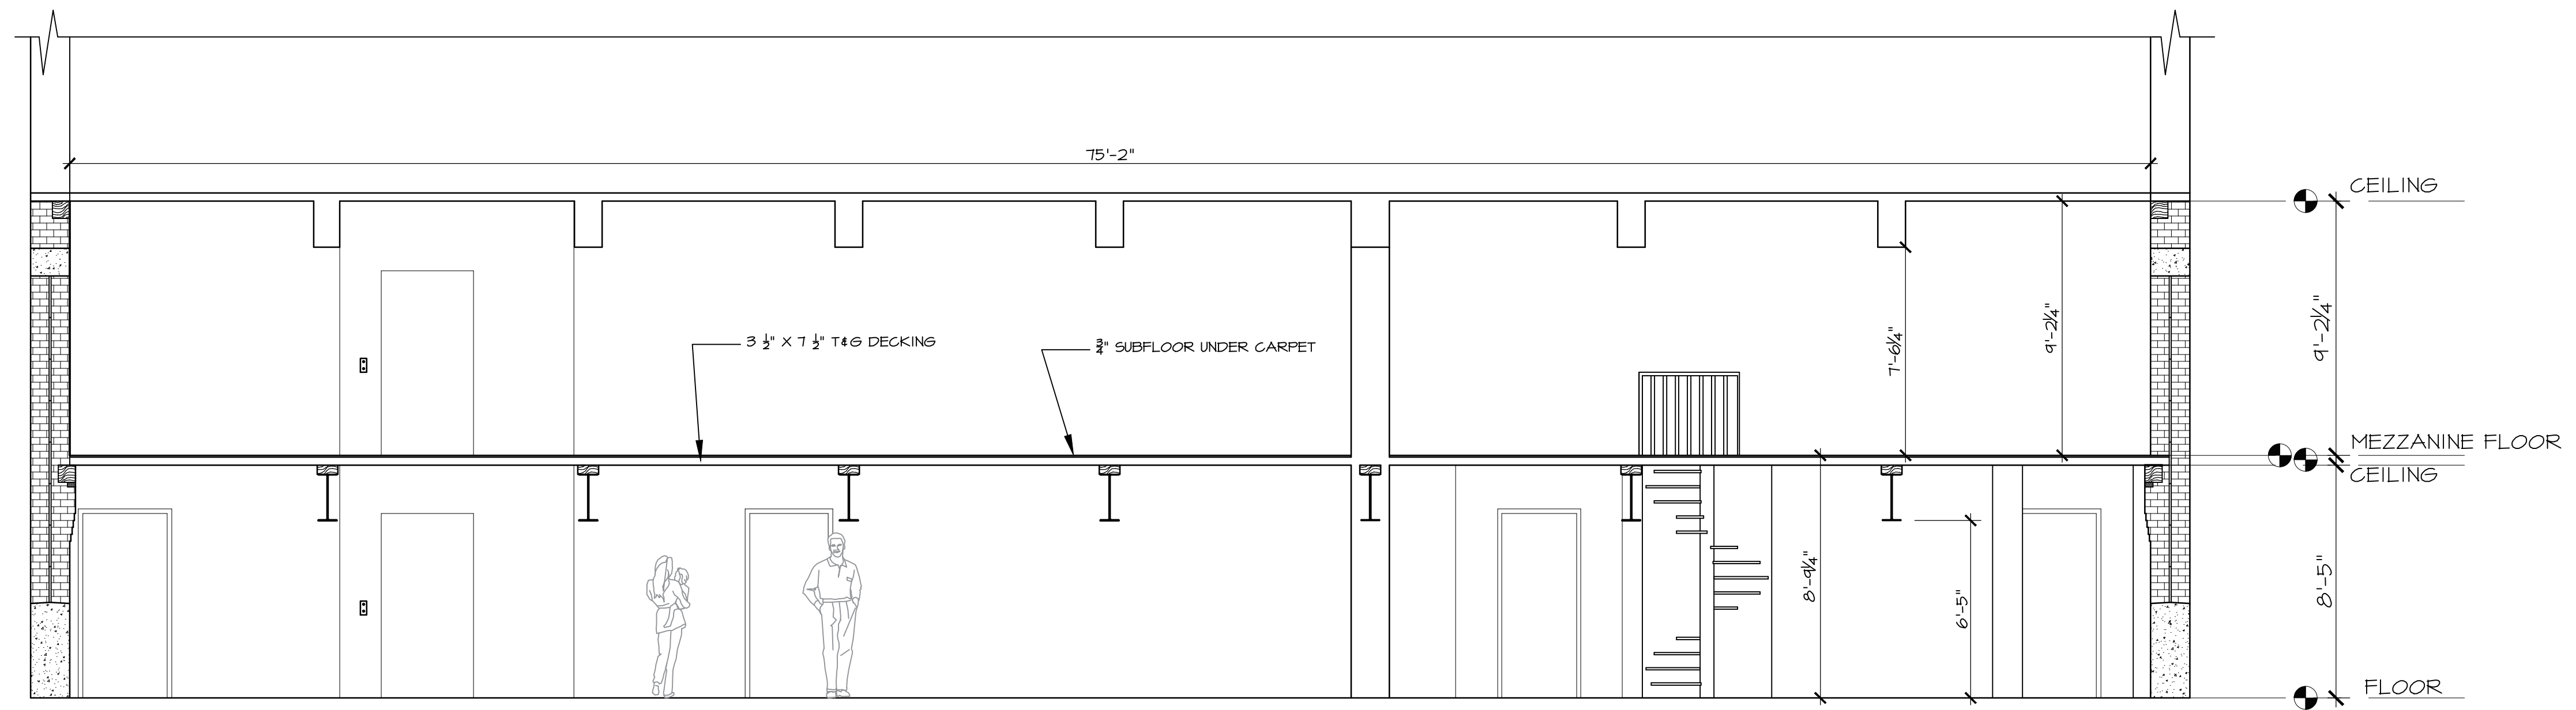 75'-2"
CEILING
3 1/2" X 7 1/2" T&G DECKING
3/4" SUBFLOOR UNDER CARPET
7'-6 1/4"
9'-2 1/4"
9'-2 1/4"
MEZZANINE FLOOR
CEILING
8'-9 1/4"
6'-5"
8'-5"
FLOOR